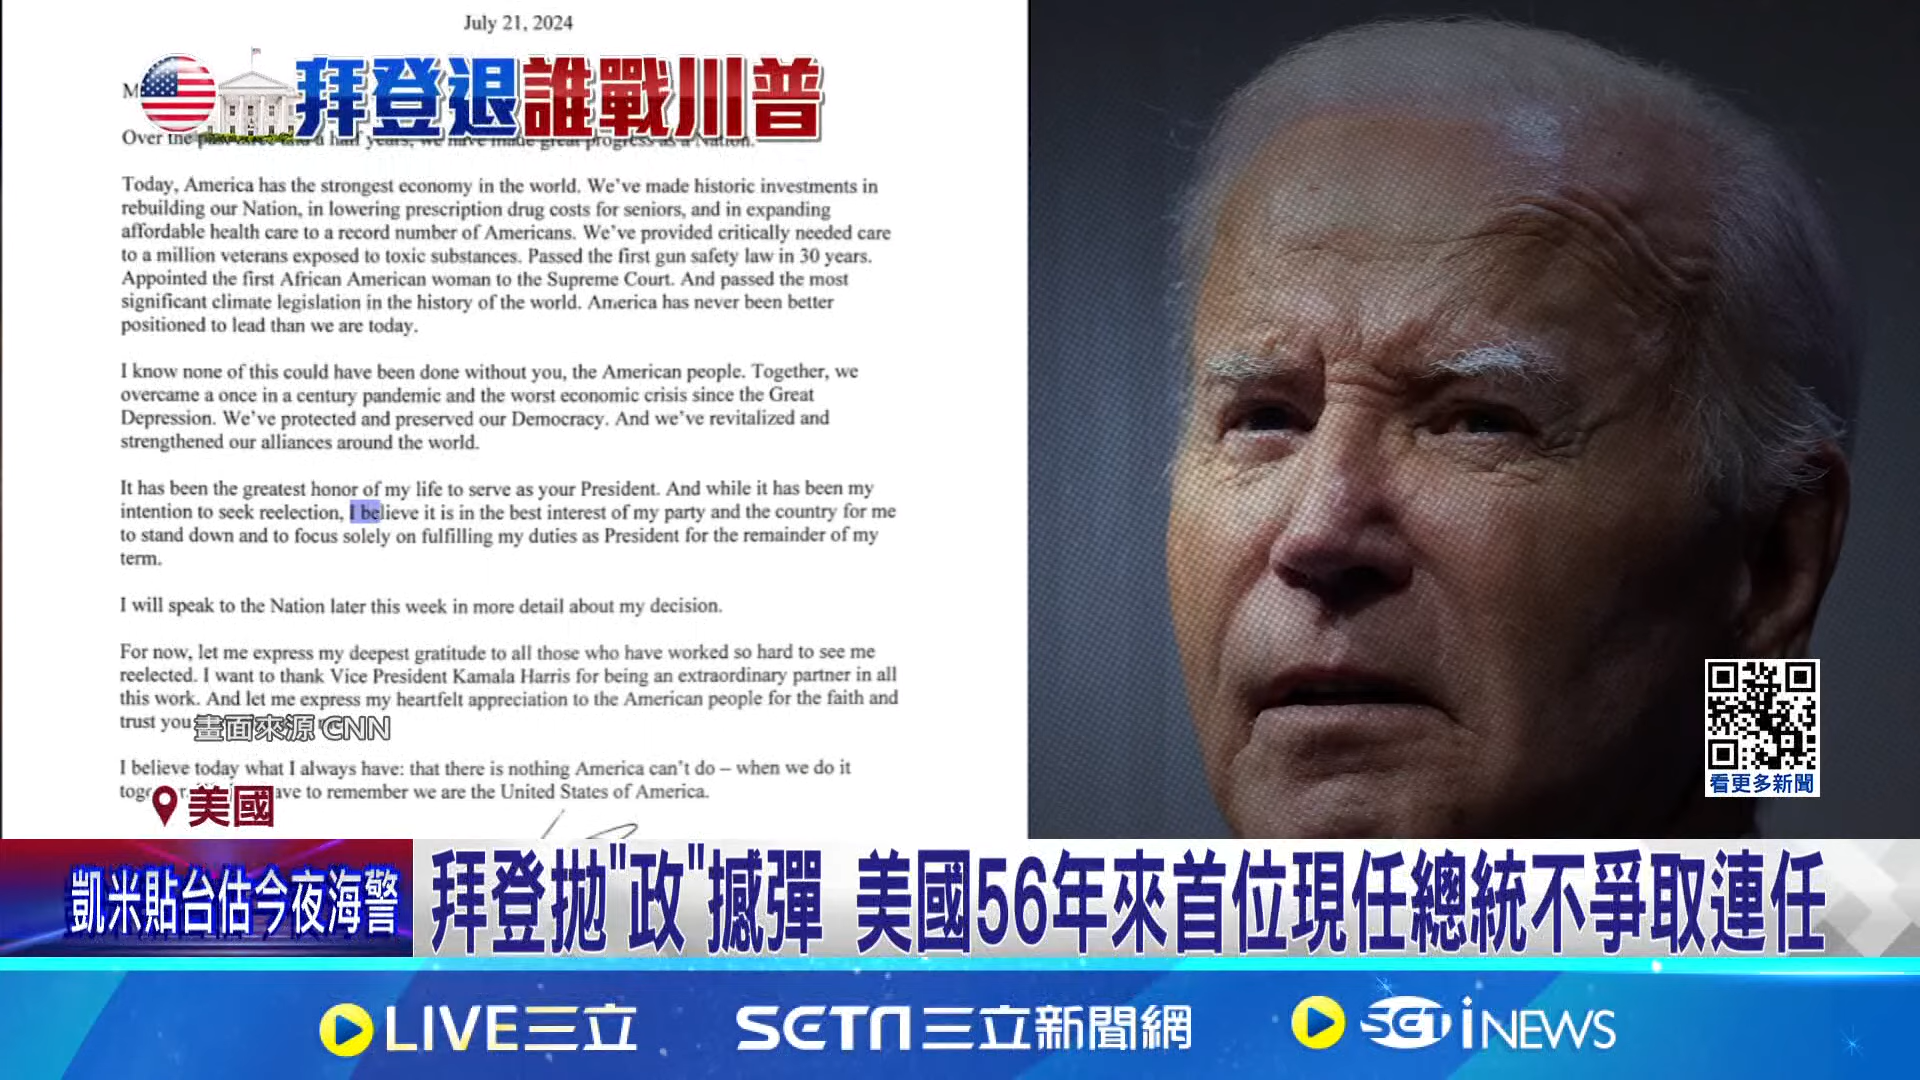 July 21, 2024
拜登退誰戰川普
M
Over the past three and a half years, we have made great progress as a Nation.
Today, America has the strongest economy in the world. We've made historic investments in
rebuilding our Nation, in lowering prescription drug costs for seniors, and in expanding
affordable health care to a record number of Americans. We've provided critically needed care
to a million veterans exposed to toxic substances. Passed the first gun safety law in 30 years.
Appointed the first African American woman to the Supreme Court. And passed the most
significant climate legislation in the history of the world. America has never been better
positioned to lead than we are today.
I know none of this could have been done without you, the American people. Together, we
overcame a once in a century pandemic and the worst economic crisis since the Great
Depression. We've protected and preserved our Democracy. And we've revitalized and
strengthened our alliances around the world.
It has been the greatest honor of my life to serve as your President. And while it has been my
intention to seek reelection, I believe it is in the best interest of my party and the country for me
to stand down and to focus solely on fulfilling my duties as President for the remainder of my
term.
I will speak to the Nation later this week in more detail about my decision.
For now, let me express my deepest gratitude to all those who have worked so hard to see me
reelected. I want to thank Vice President Kamala Harris for being an extraordinary partner in all
this work. And let me express my heartfelt appreciation to the American people for the faith and
trust you
畫面來源 CNN
I believe today what I always have: that there is nothing America can't do – when we do it
toge ave to remember we are the United States of America.
美國
看更多新聞
凱米貼台估今夜海警
拜登拋"政"撼彈 美國56年來首位現任總統不爭取連任
LIVE三立
SETN三立新聞網
SET iNEWS